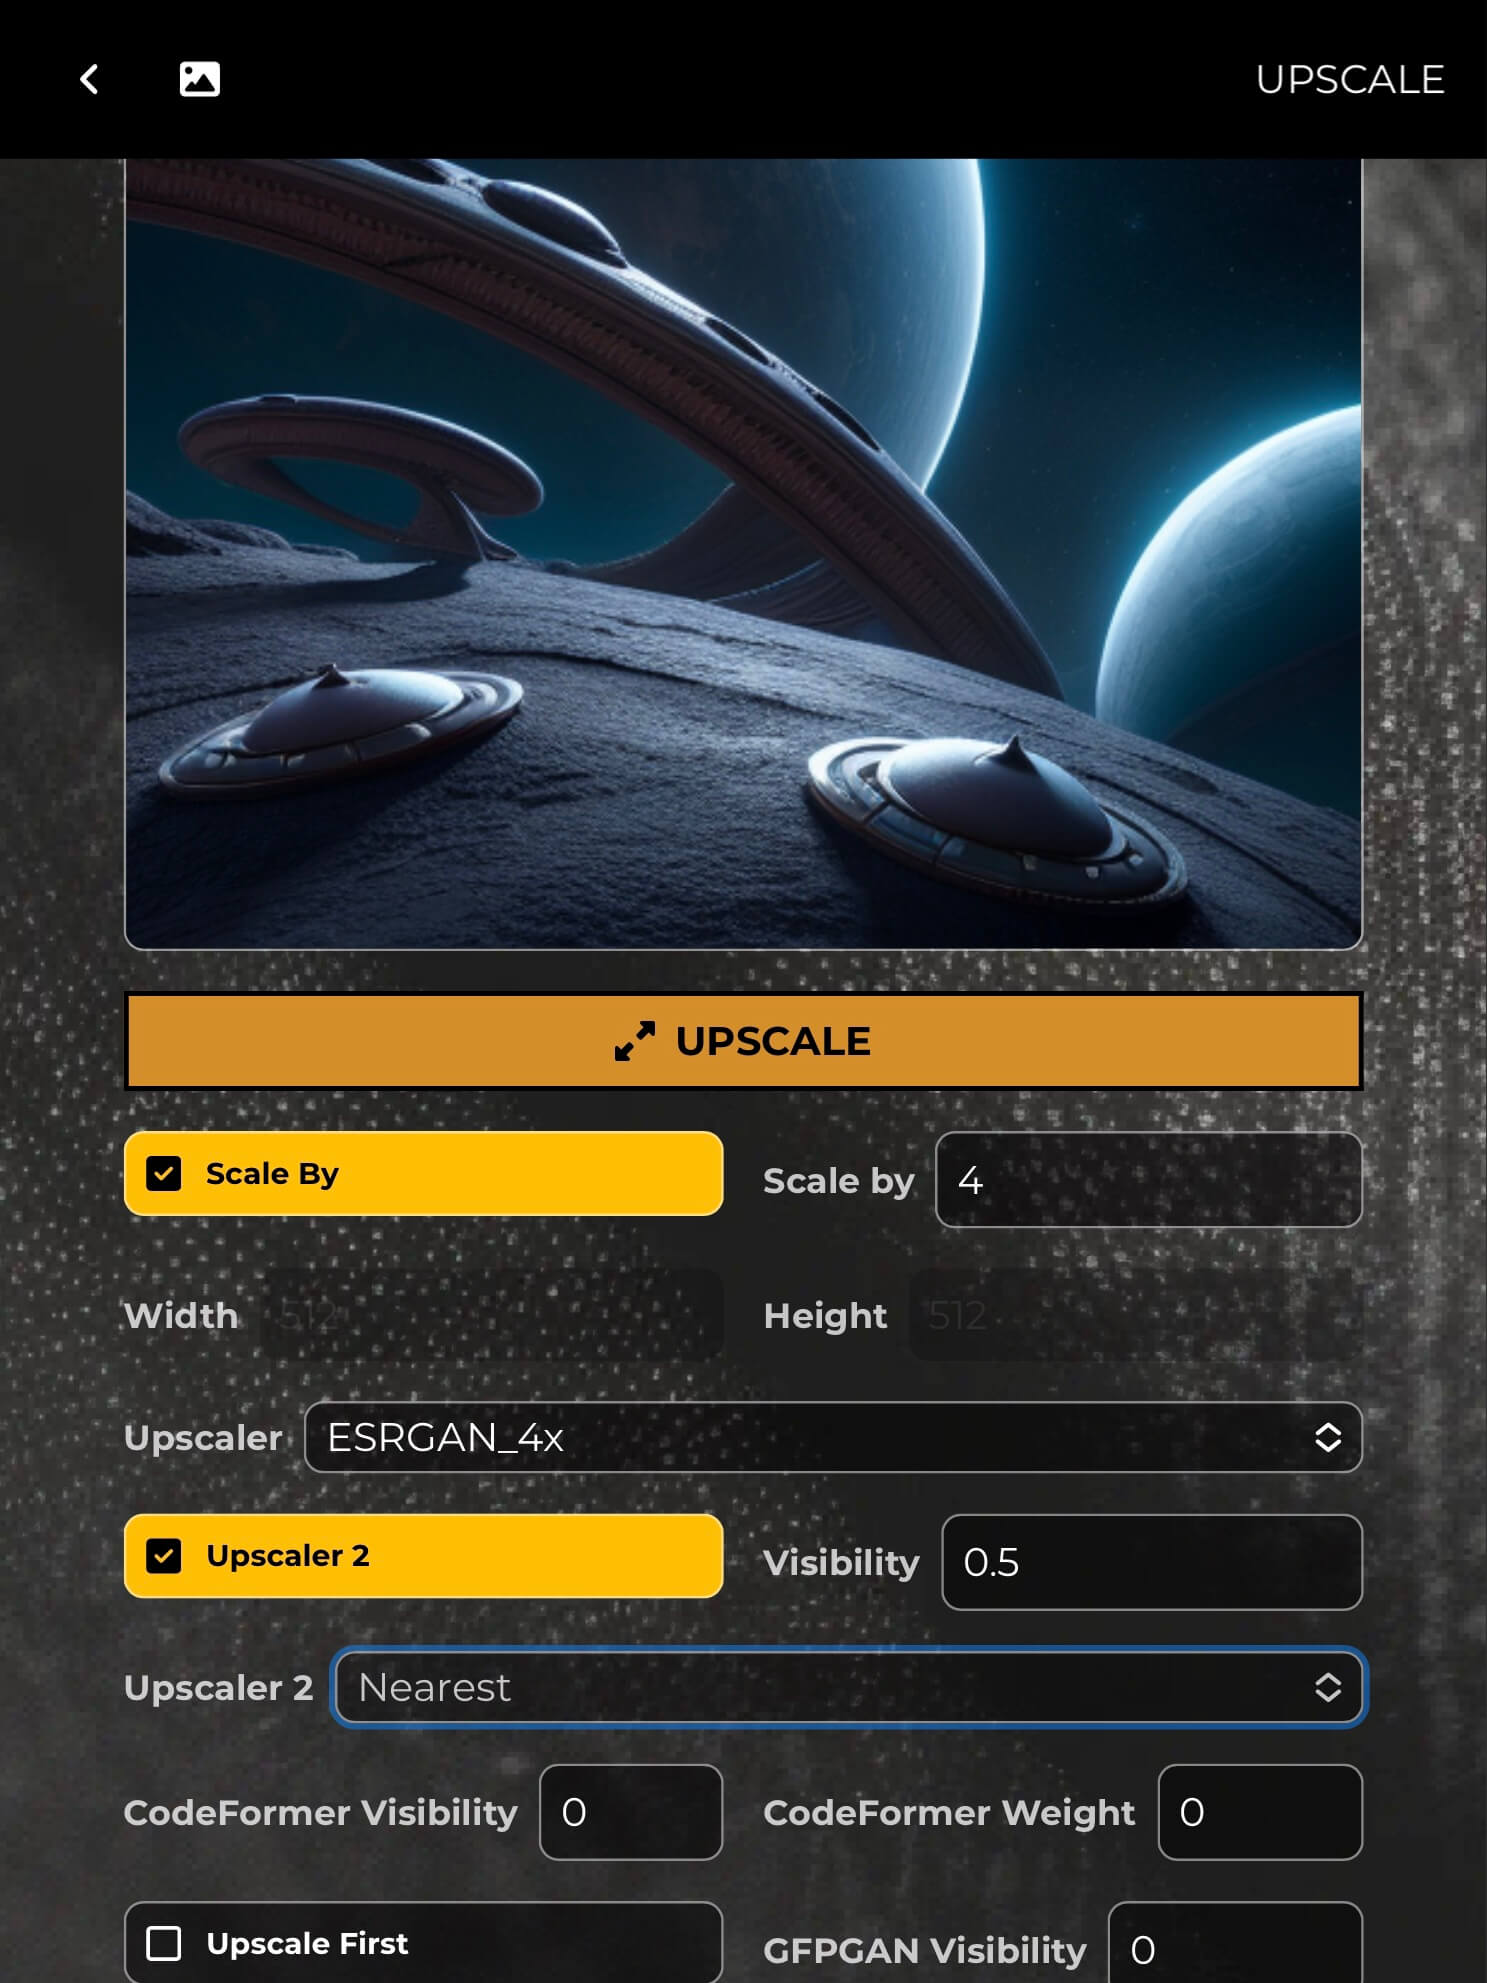 UPSCALE
UPSCALE
Scale By
Scale by 4
Width 512
Height 512
Upscaler ESRGAN_4x
Upscaler 2
Visibility 0.5
Upscaler 2 Nearest
CodeFormer Visibility 0
CodeFormer Weight 0
Upscale First
GFPGAN Visibility 0